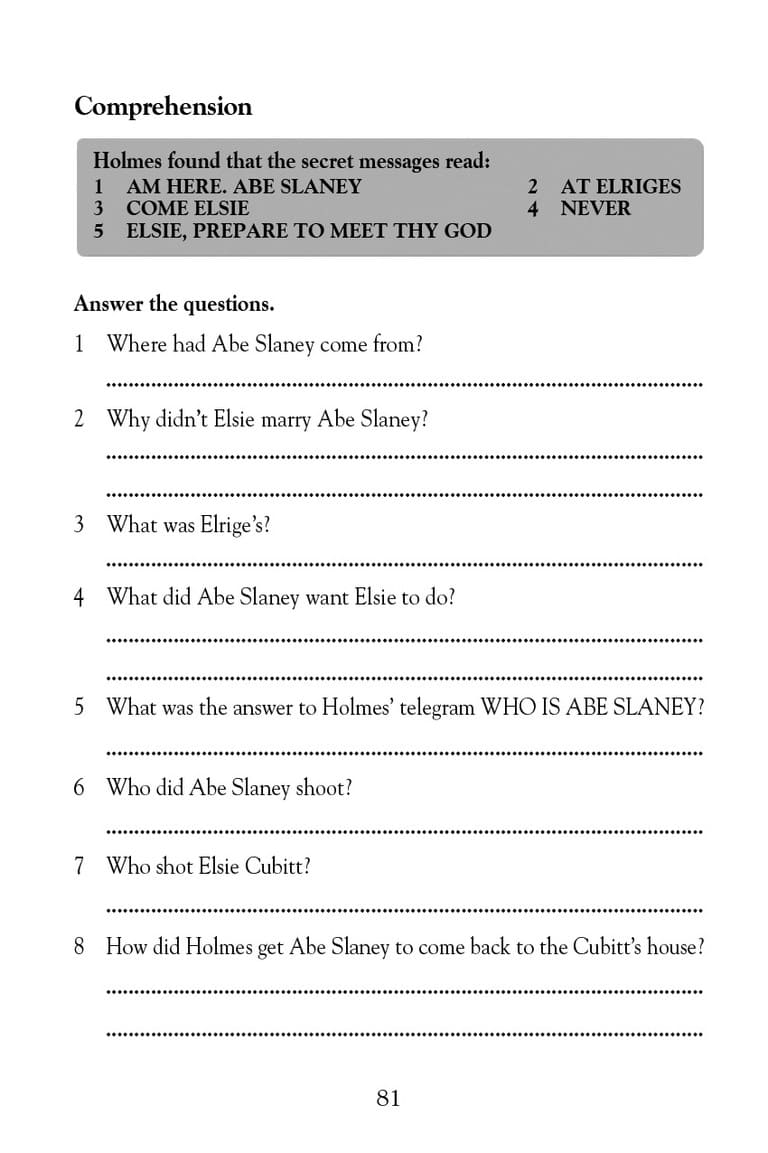 Comprehension
Holmes found that the secret messages read:
1 AM HERE. ABE SLANEY 2 AT ELRIGES
3 COME ELSIE 4 NEVER
5 ELSIE, PREPARE TO MEET THY GOD
Answer the questions.
1 Where had Abe Slaney come from?
2 Why didn't Elsie marry Abe Slaney?
3 What was Elrige's?
4 What did Abe Slaney want Elsie to do?
5 What was the answer to Holmes' telegram WHO IS ABE SLANEY?
6 Who did Abe Slaney shoot?
7 Who shot Elsie Cubitt?
8 How did Holmes get Abe Slaney to come back to the Cubitt's house?
81